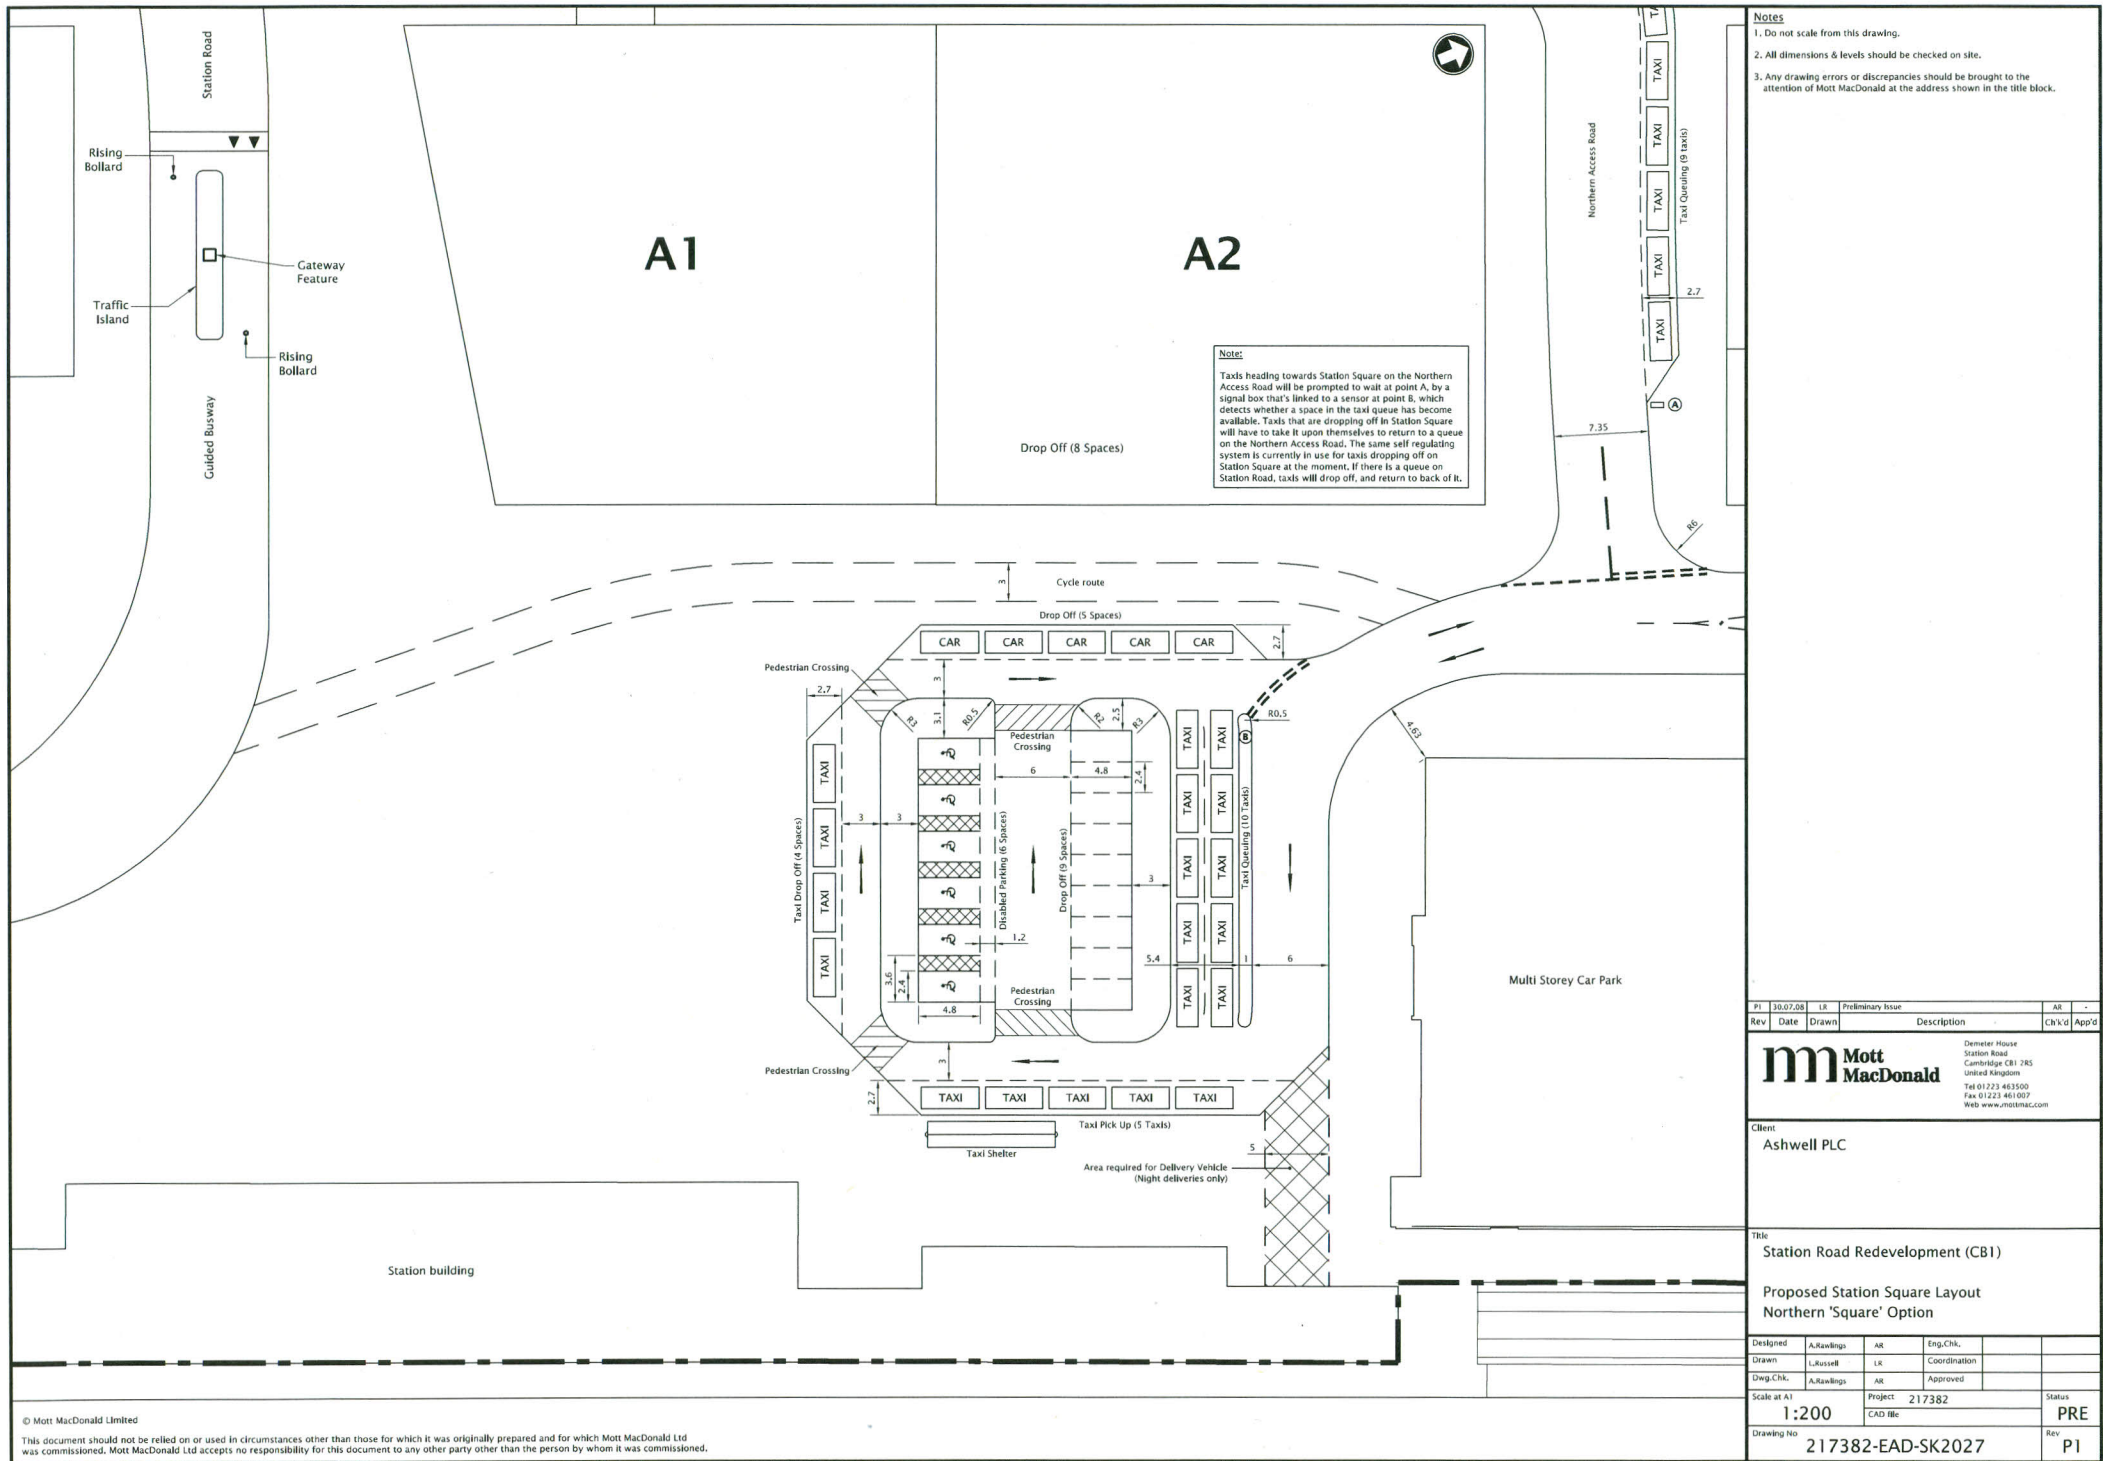 Station Road
Rising
Bollard
Gateway
Feature
Traffic
Island
Rising
Bollard
Guided Busway
A1
A2
Drop Off (8 Spaces)
Note:
Taxis heading towards Station Square on the Northern
Access Road will be prompted to wait at point A, by a
signal box that's linked to a sensor at point B, which
detects whether a space in the taxi queue has become
available. Taxis that are dropping off in Station Square
will have to take it upon themselves to return to a queue
on the Northern Access Road. The same self regulating
system is currently in use for taxis dropping off on
Station Square at the moment. If there is a queue on
Station Road, taxis will drop off, and return to back of it.
Northern Access Road
TAXI
TAXI
TAXI
TAXI
TAXI
Taxi Queuing (9 taxis)
2.7
A
7.35
R6
3
Cycle route
Drop Off (5 Spaces)
CAR CAR CAR CAR CAR
2.7
Pedestrian Crossing
2.7
3
3.1
R3
R0.5
R2
2.5
R3
R0.5
B
Pedestrian
Crossing
6
4.8
2.4
4.63
TAXI
TAXI
TAXI
TAXI
Taxi Drop Off (4 Spaces)
3
3
Disabled Parking (6 Spaces)
Drop Off (9 Spaces)
3
TAXI TAXI
TAXI TAXI
TAXI TAXI
TAXI TAXI
TAXI TAXI
Taxi Queuing (10 Taxis)
1.2
5.4
1
6
3.6
2.4
4.8
Pedestrian
Crossing
Pedestrian Crossing
3
2.7
TAXI TAXI TAXI TAXI TAXI
Taxi Pick Up (5 Taxis)
Taxi Shelter
5
Area required for Delivery Vehicle
(Night deliveries only)
Multi Storey Car Park
Station building
© Mott MacDonald Limited
This document should not be relied on or used in circumstances other than those for which it was originally prepared and for which Mott MacDonald Ltd
was commissioned. Mott MacDonald Ltd accepts no responsibility for this document to any other party other than the person by whom it was commissioned.
Notes
1. Do not scale from this drawing.
2. All dimensions & levels should be checked on site.
3. Any drawing errors or discrepancies should be brought to the
attention of Mott MacDonald at the address shown in the title block.
P1 30.07.08 LR Preliminary Issue AR -
Rev Date Drawn Description Ch'k'd App'd
Mott
MacDonald
Demeter House
Station Road
Cambridge CB1 2RS
United Kingdom
Tel 01223 463500
Fax 01223 461007
Web www.mottmac.com
Client
Ashwell PLC
Title
Station Road Redevelopment (CB1)
Proposed Station Square Layout
Northern 'Square' Option
Designed A.Rawlings AR Eng.Chk.
Drawn L.Russell LR Coordination
Dwg.Chk. A.Rawlings AR Approved
Scale at A1
1:200
Project 217382
CAD file
Status
PRE
Drawing No
217382-EAD-SK2027
Rev
P1